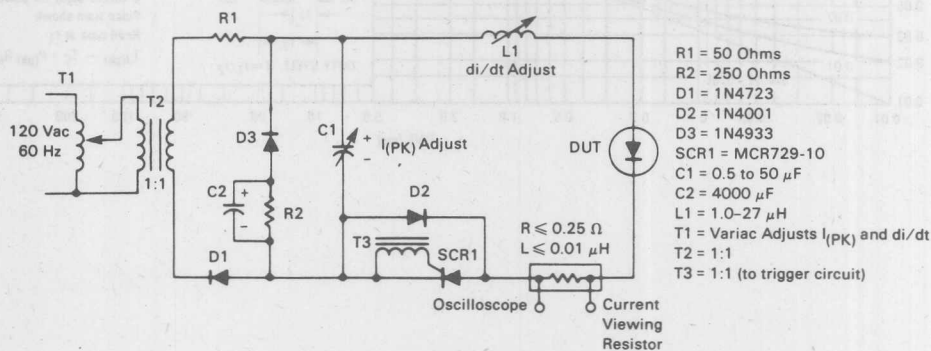 R1
T1
T2
120 Vac
60 Hz
1:1
D3
C1
+
-
I(PK) Adjust
L1
di/dt Adjust
DUT
C2
+
-
R2
D2
T3
SCR1
D1
R ≤ 0.25 Ω
L ≤ 0.01 μH
Oscilloscope
Current
Viewing
Resistor
R1 = 50 Ohms
R2 = 250 Ohms
D1 = 1N4723
D2 = 1N4001
D3 = 1N4933
SCR1 = MCR729-10
C1 = 0.5 to 50 μF
C2 = 4000 μF
L1 = 1.0-27 μH
T1 = Variac Adjusts I(PK) and di/dt
T2 = 1:1
T3 = 1:1 (to trigger circuit)